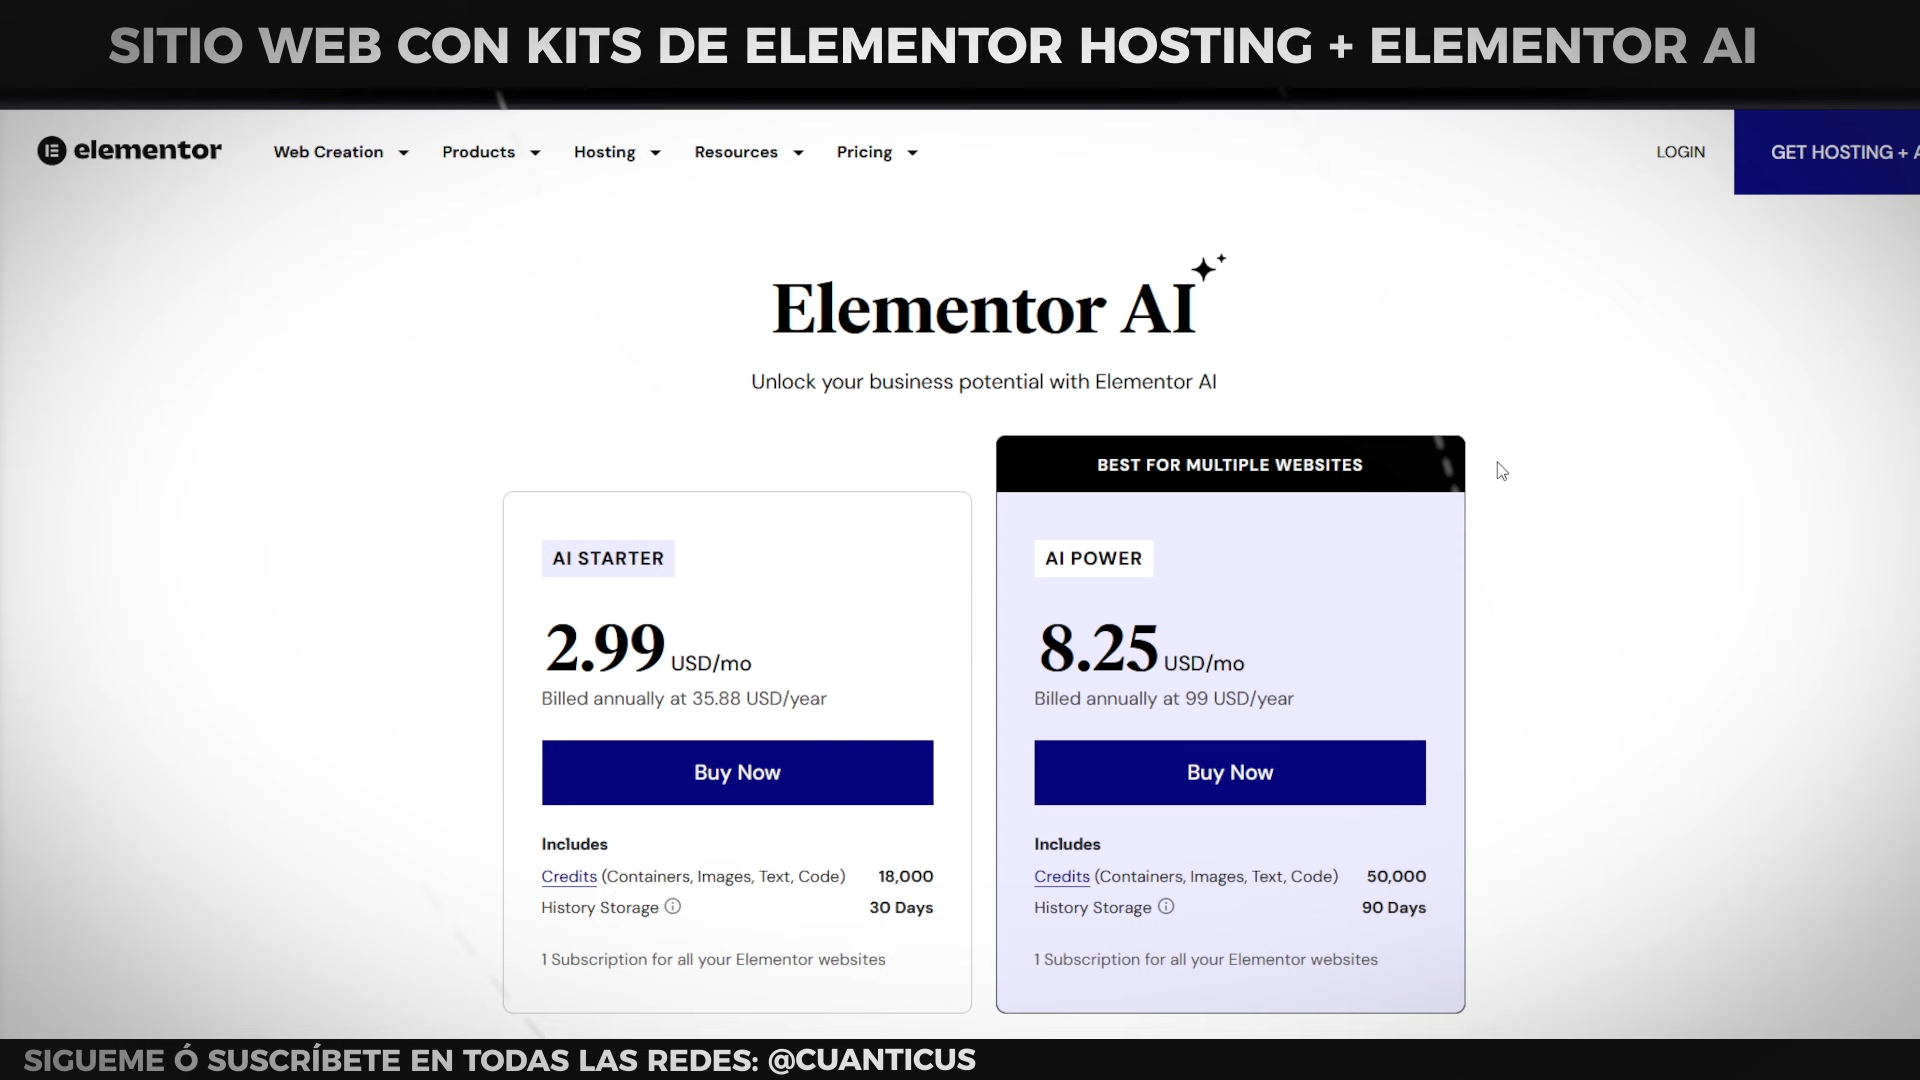 SITIO WEB CON KITS DE ELEMENTOR HOSTING + ELEMENTOR AI
elementor
Web Creation Products Hosting Resources Pricing LOGIN GET HOSTING +
Elementor AI
Unlock your business potential with Elementor AI
BEST FOR MULTIPLE WEBSITES
AI STARTER
2.99 USD/mo
Billed annually at 35.88 USD/year
Buy Now
Includes
Credits (Containers, Images, Text, Code) 18,000
History Storage 30 Days
1 Subscription for all your Elementor websites
AI POWER
8.25 USD/mo
Billed annually at 99 USD/year
Buy Now
Includes
Credits (Containers, Images, Text, Code) 50,000
History Storage 90 Days
1 Subscription for all your Elementor websites
SIGUEME Ó SUSCRÍBETE EN TODAS LAS REDES: @CUANTICUS